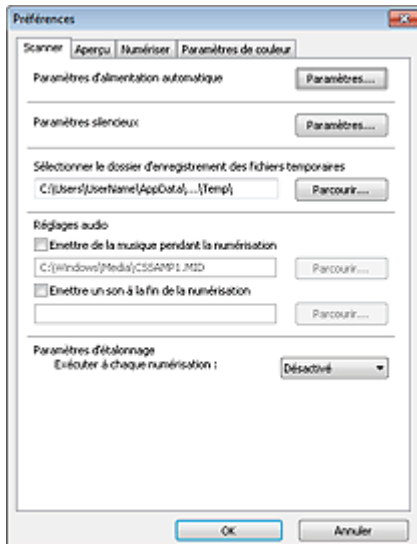 Préférences
Scanner Aperçu Numériser Paramètres de couleur
Paramètres d'alimentation automatique Paramètres...
Paramètres silencieux Paramètres...
Sélectionner le dossier d'enregistrement des fichiers temporaires
C:\Users\UserName\AppData\...\Temp\ Parcourir...
Réglages audio
Emettre de la musique pendant la numérisation
C:\Windows\Media\CSSAMP1.MID Parcourir...
Emettre un son à la fin de la numérisation
Parcourir...
Paramètres d'étalonnage
Exécuter à chaque numérisation : Désactivé
OK Annuler